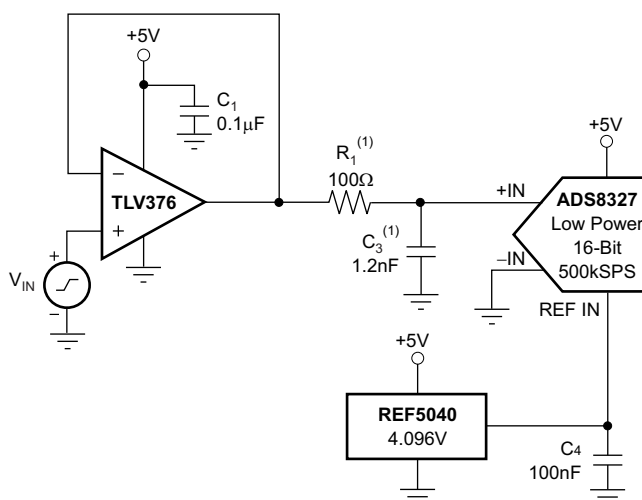 +5V
C1
0.1μF
R1(1)
100Ω
+5V
−
TLV376
+
+IN
ADS8327
Low Power
16-Bit
500kSPS
C3(1)
1.2nF
−IN
+
VIN
−
REF IN
+5V
REF5040
4.096V
C4
100nF